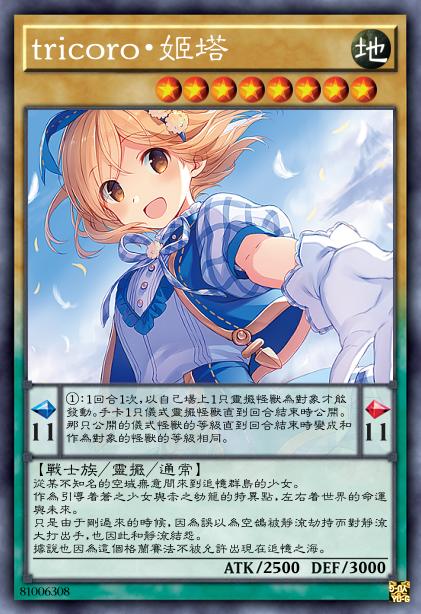 tricoro·姬塔
地
①:1回合1次,以自己場上1只靈擺怪獸為對象才能
發動。手卡1只儀式靈擺怪獸直到回合結束時公開。
那只公開的儀式怪獸的等級直到回合結束時變成和
作為對象的怪獸的等級相同。
11
11
【戰士族/靈擺/通常】
從某不知名的空域無意間來到追憶群島的少女。
作為引導着蒼之少女與赤之幼龍的特異點,左右着世界的命運
與未來。
只是由于剛過來的時候,因為誤以為空鴿被靜流劫持而對靜流
大打出手,也因此和靜流結怨。
據說也因為這個格蘭賽法不被允許出現在追憶之海。
ATK/2500 DEF/3000
81006308